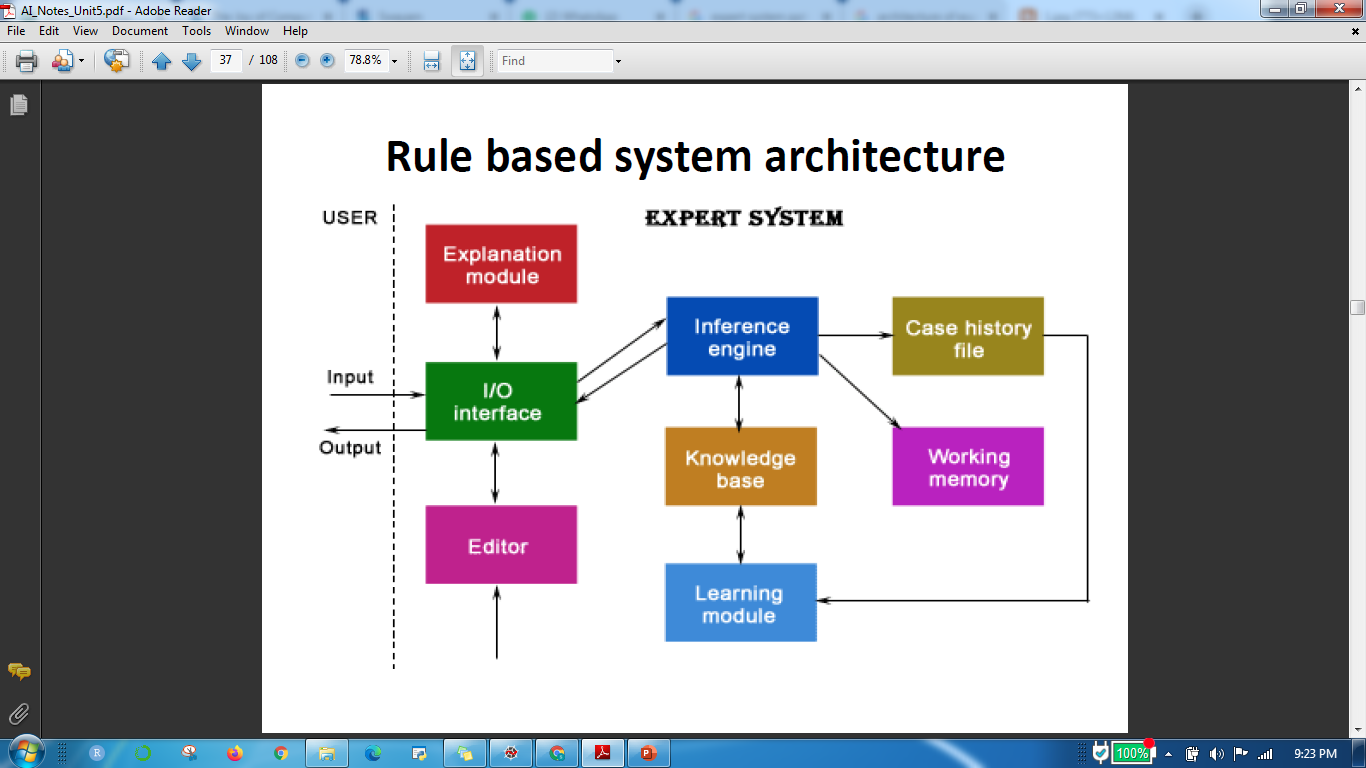 AI_Notes_Unit5.pdf - Adobe Reader
File Edit View Document Tools Window Help
37 / 108 78.8% Find
Rule based system architecture
USER
EXPERT SYSTEM
Explanation
module
Inference
engine
Case history
file
Input
I/O
interface
Output
Knowledge
base
Working
memory
Editor
Learning
module
100% 9:23 PM